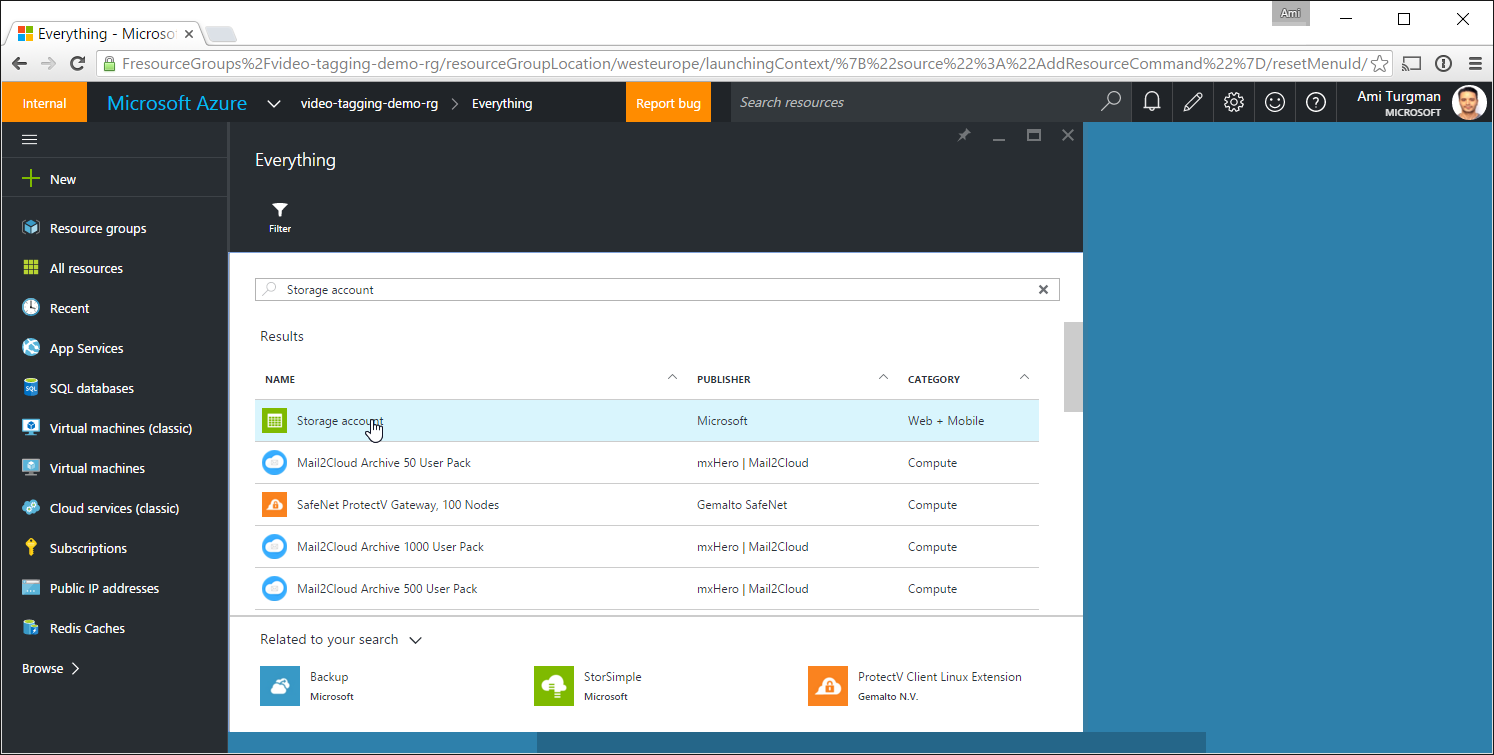 Ami
Everything - Microso
FresourceGroups%2Fvideo-tagging-demo-rg/resourceGroupLocation/westeurope/launchingContext/%7B%22source%22%3A%22AddResourceCommand%22%7D/resetMenuId/
Internal
Microsoft Azure
video-tagging-demo-rg
Everything
Report bug
Search resources
Ami Turgman
MICROSOFT
New
Resource groups
All resources
Recent
App Services
SQL databases
Virtual machines (classic)
Virtual machines
Cloud services (classic)
Subscriptions
Public IP addresses
Redis Caches
Browse
Everything
Filter
Storage account
Results
NAME PUBLISHER CATEGORY
Storage account Microsoft Web + Mobile
Mail2Cloud Archive 50 User Pack mxHero | Mail2Cloud Compute
SafeNet ProtectV Gateway, 100 Nodes Gemalto SafeNet Compute
Mail2Cloud Archive 1000 User Pack mxHero | Mail2Cloud Compute
Mail2Cloud Archive 500 User Pack mxHero | Mail2Cloud Compute
Related to your search
Backup
Microsoft
StorSimple
Microsoft
ProtectV Client Linux Extension
Gemalto N.V.